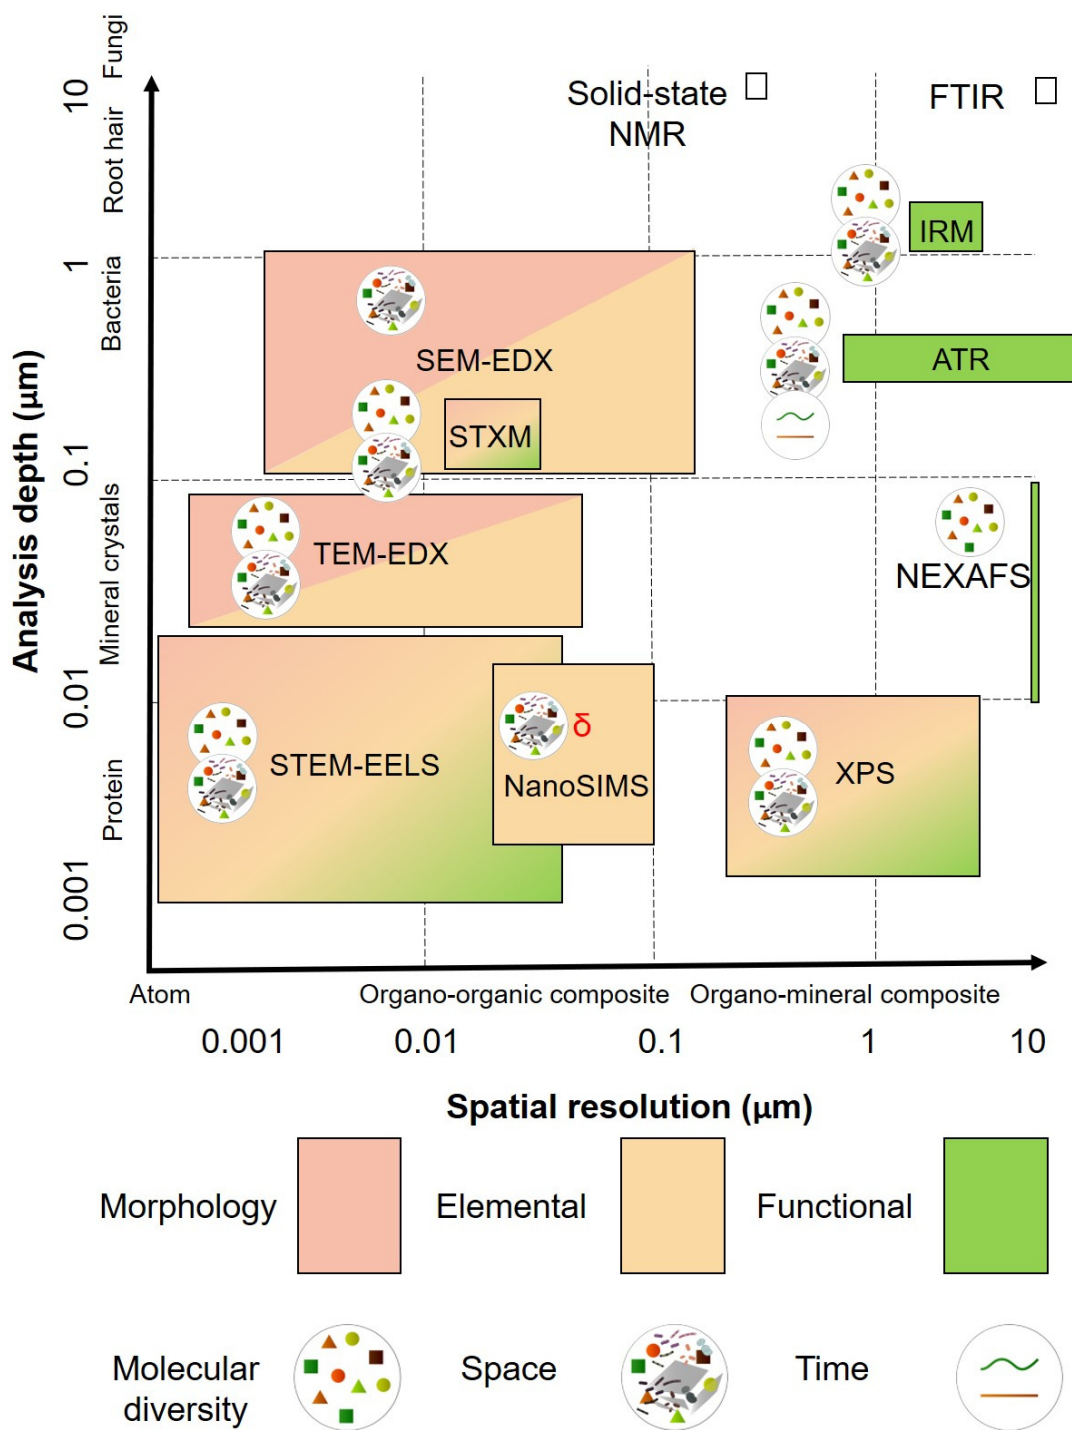 Fungi
10
Root hair
1
Bacteria
0.1
Mineral crystals
0.01
Protein
0.001
Analysis depth (μm)
Solid-state
NMR
FTIR
IRM
SEM-EDX
ATR
STXM
TEM-EDX
NEXAFS
STEM-EELS
δ
NanoSIMS
XPS
Atom
Organo-organic composite
Organo-mineral composite
0.001
0.01
0.1
1
10
Spatial resolution (μm)
Morphology
Elemental
Functional
Molecular
diversity
Space
Time